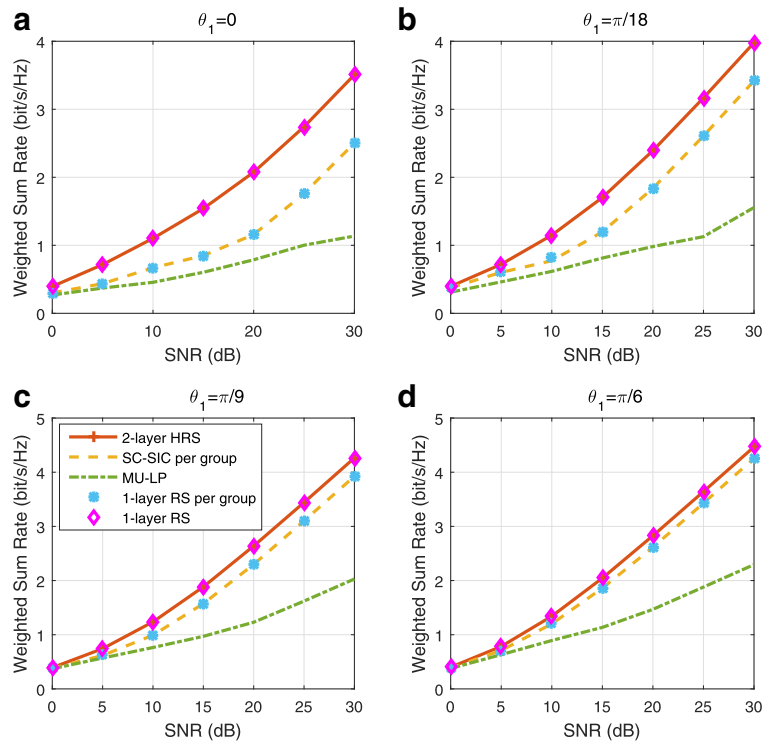 a
θ1=0
Weighted Sum Rate (bit/s/Hz)
4
3
2
1
0
0 10 20 30
SNR (dB)
b
θ1=π/18
Weighted Sum Rate (bit/s/Hz)
4
3
2
1
0
0 5 10 15 20 25 30
SNR (dB)
c
θ1=π/9
Weighted Sum Rate (bit/s/Hz)
5
4
3
2
1
0
2-layer HRS
SC-SIC per group
MU-LP
1-layer RS per group
1-layer RS
0 5 10 15 20 25 30
SNR (dB)
d
θ1=π/6
Weighted Sum Rate (bit/s/Hz)
5
4
3
2
1
0
0 5 10 15 20 25 30
SNR (dB)